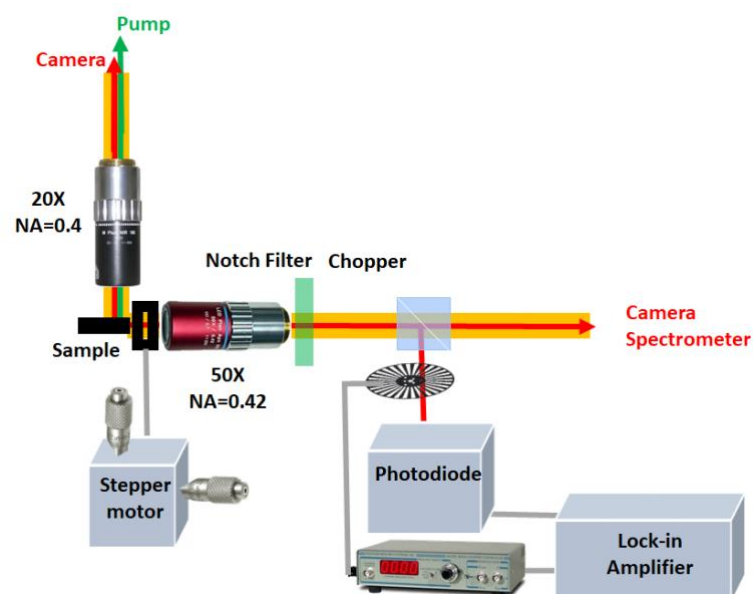 Pump
Camera
20X
NA=0.4
Notch Filter
Chopper
Camera
Spectrometer
Sample
50X
NA=0.42
Stepper
motor
Photodiode
Lock-in
Amplifier
0000